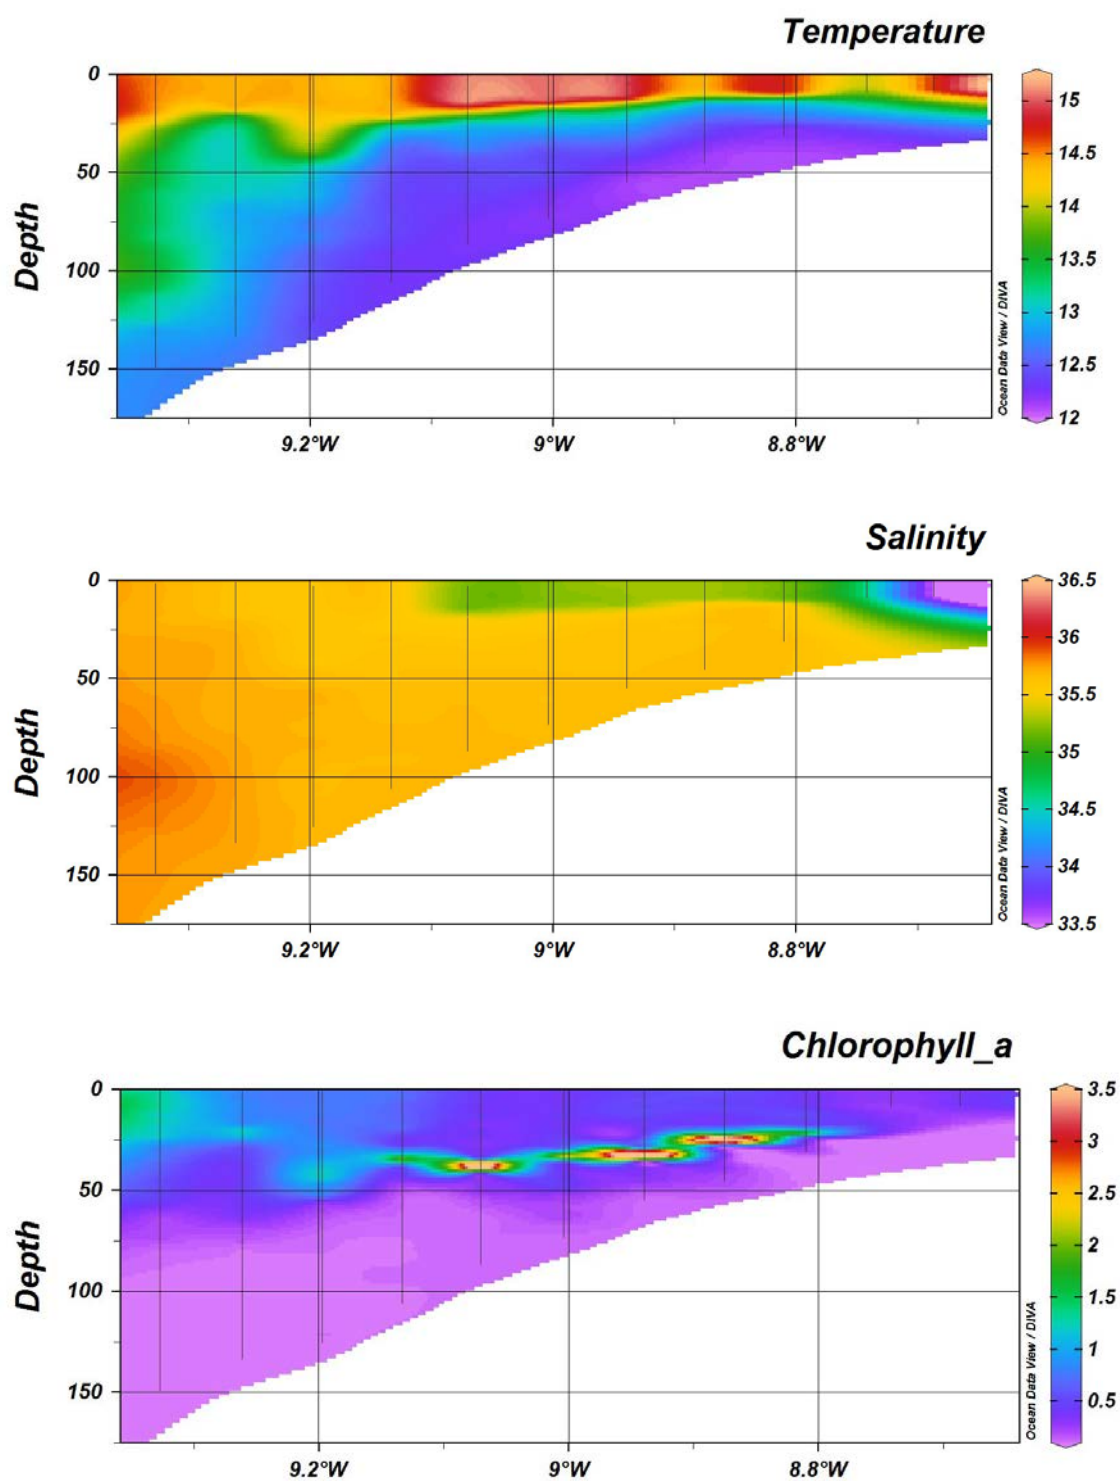 Temperature
0
50
100
150
Depth
9.2°W
9°W
8.8°W
15
14.5
14
13.5
13
12.5
12
Ocean Data View / DIVA
Salinity
0
50
100
150
Depth
9.2°W
9°W
8.8°W
36.5
36
35.5
35
34.5
34
33.5
Ocean Data View / DIVA
Chlorophyll_a
0
50
100
150
Depth
9.2°W
9°W
8.8°W
3.5
3
2.5
2
1.5
1
0.5
Ocean Data View / DIVA